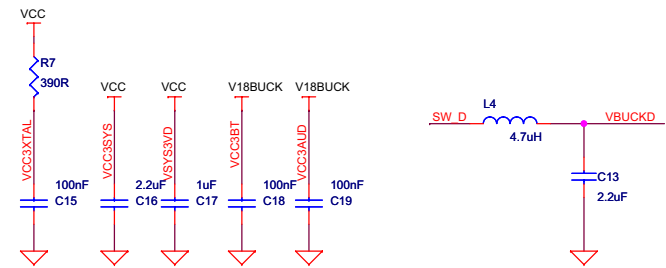 VCC
R7
390R
VCC VCC V18BUCK V18BUCK
VCC3XTAL VCC3SYS VSYS3VD VCC3BT VCC3AUD
100nF 2.2uF 1uF 100nF 100nF
C15 C16 C17 C18 C19
L4
SW_D VBUCKD
4.7uH
C13
2.2uF